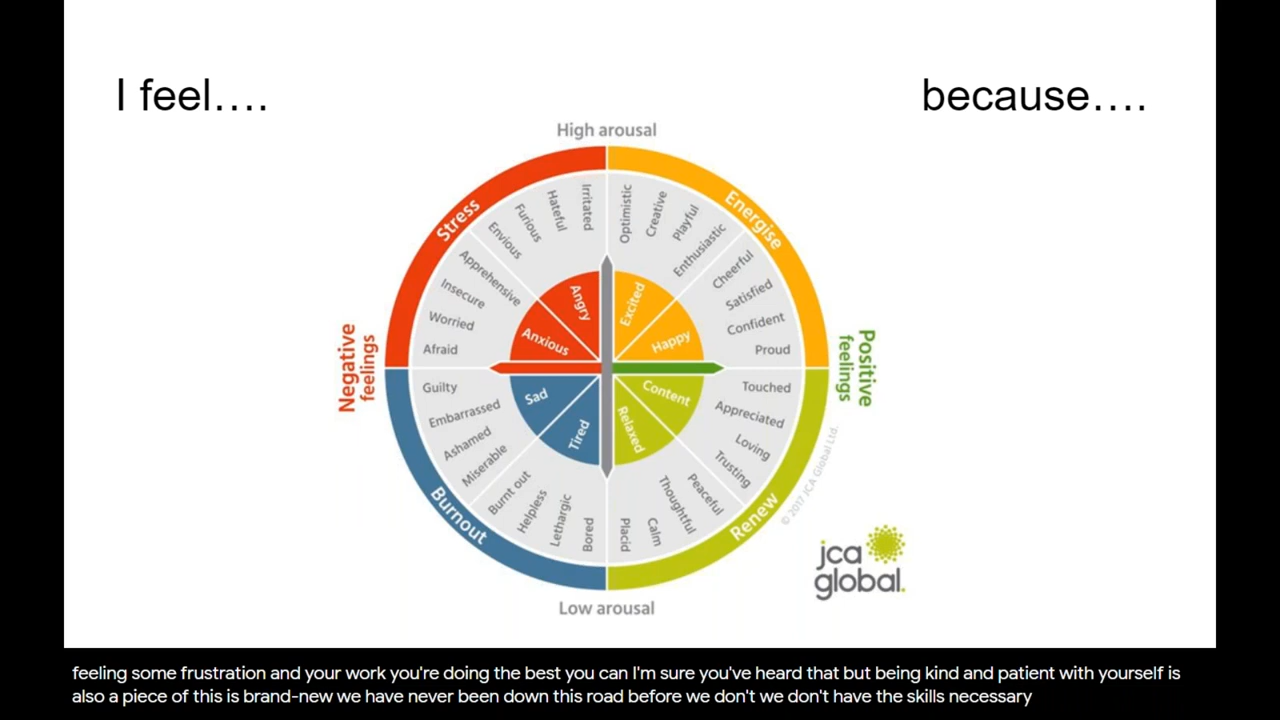 I feel....
because....
High arousal
Stress
Energise
Irritated
Hateful
Furious
Envious
Apprehensive
Insecure
Worried
Afraid
Optimistic
Creative
Playful
Enthusiastic
Cheerful
Satisfied
Confident
Proud
Angry
Anxious
Excited
Happy
Negative
feelings
Positive
feelings
Sad
Tired
Content
Relaxed
Guilty
Embarrassed
Ashamed
Miserable
Burnt out
Helpless
Lethargic
Bored
Touched
Appreciated
Loving
Trusting
Peaceful
Thoughtful
Calm
Placid
Burnout
Renew
© 2017 JCA Global Ltd.
jca
global.
Low arousal
feeling some frustration and your work you're doing the best you can I'm sure you've heard that but being kind and patient with yourself is
also a piece of this is brand-new we have never been down this road before we don't we don't have the skills necessary